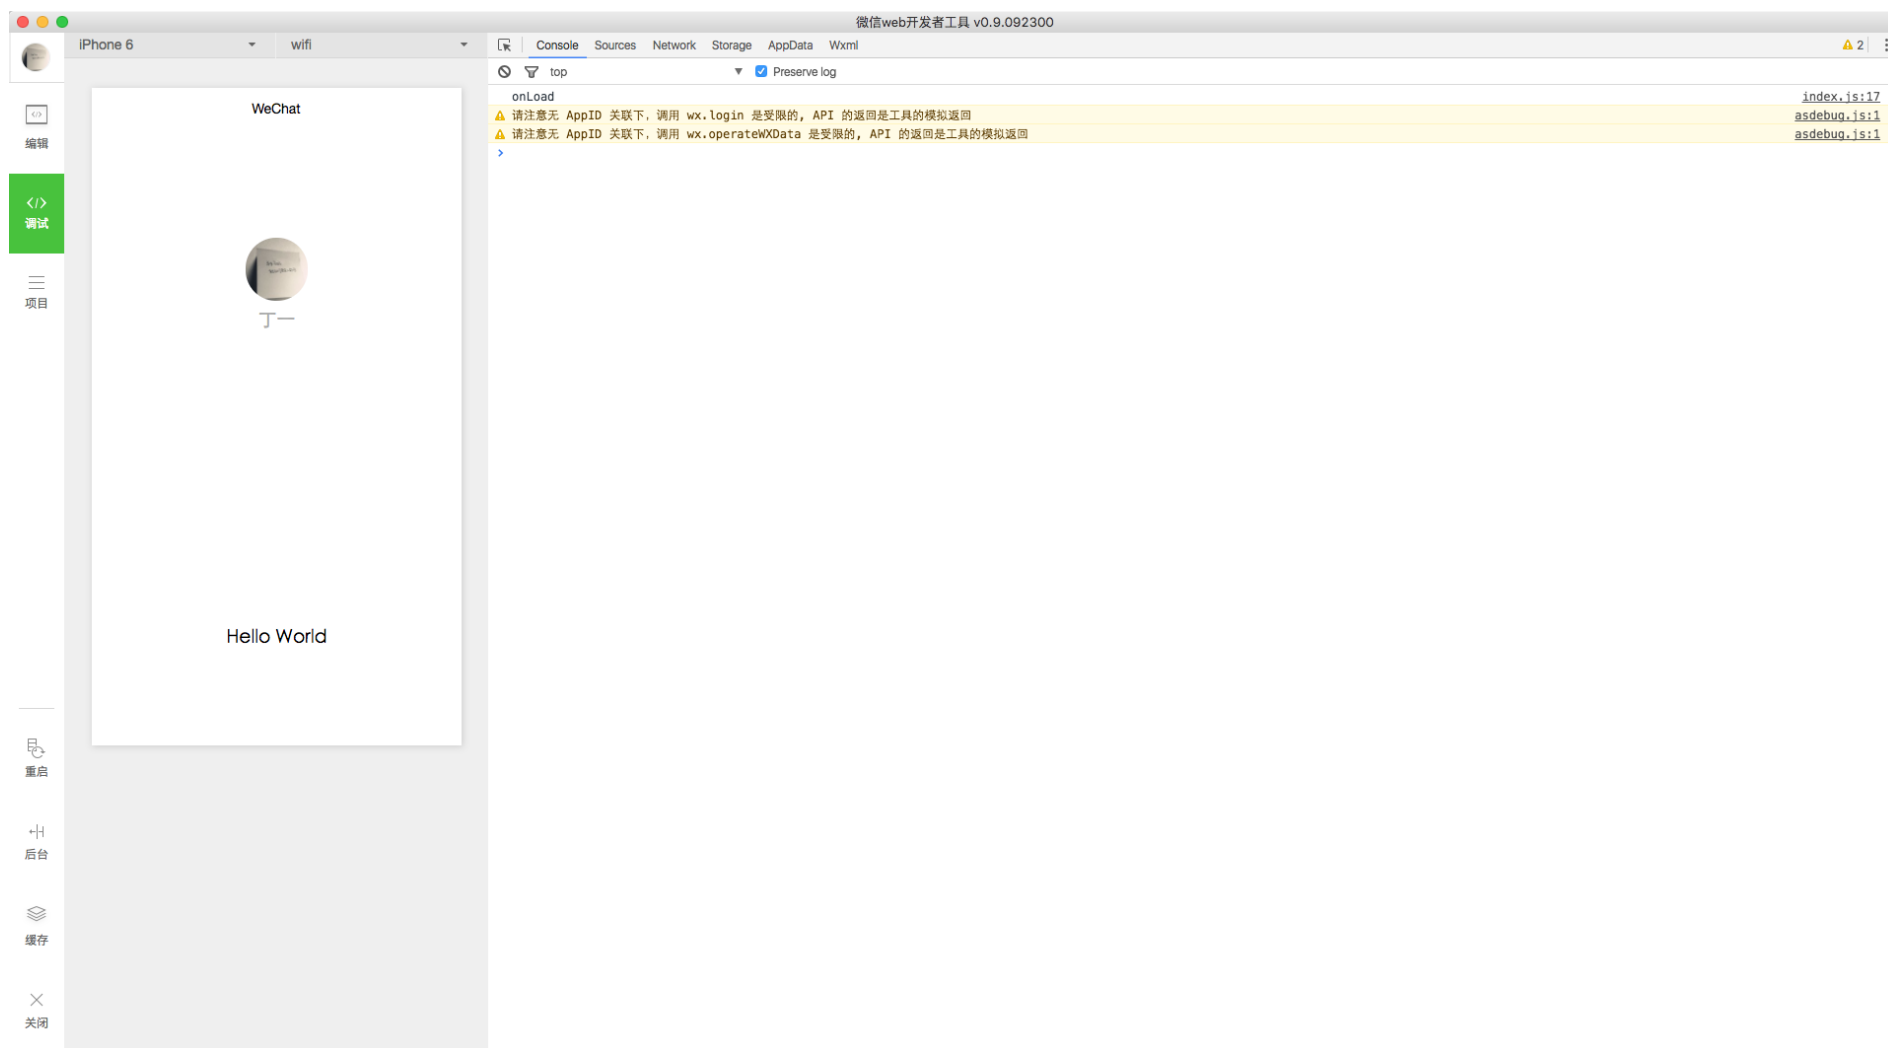 微信web开发者工具 v0.9.092300
iPhone 6
wifi
Console Sources Network Storage AppData Wxml
2
top
Preserve log
编辑
调试
项目
重启
后台
缓存
关闭
WeChat
丁一
Hello World
onLoad index.js:17
请注意无 AppID 关联下，调用 wx.login 是受限的, API 的返回是工具的模拟返回 asdebug.js:1
请注意无 AppID 关联下，调用 wx.operateWXData 是受限的, API 的返回是工具的模拟返回 asdebug.js:1